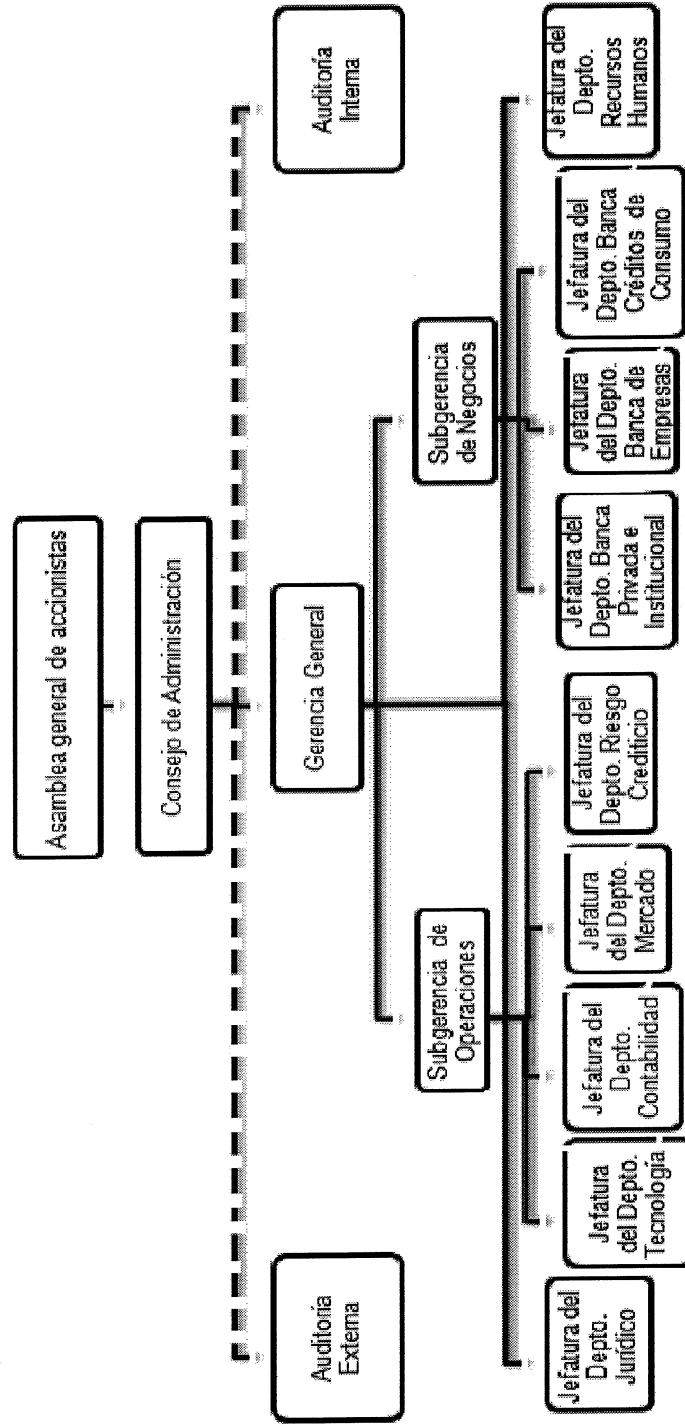 Asamblea general de accionistas
Consejo de Administración
Auditoría
Externa
Gerencia General
Auditoría
Interna
Subgerencia de
Operaciones
Subgerencia
de Negocios
Jefatura del
Depto.
Jurídico
Jefatura
del Depto.
Tecnología
Jefatura del
Depto.
Contabilidad
Jefatura
del Depto.
Mercado
Jefatura del
Depto. Riesgo
Crediticio
Jefatura del
Depto. Banca
Privada e
Institucional
Jefatura
del Depto.
Banca de
Empresas
Jefatura del
Depto. Banca
Créditos de
Consumo
Jefatura del
Depto.
Recursos
Humanos